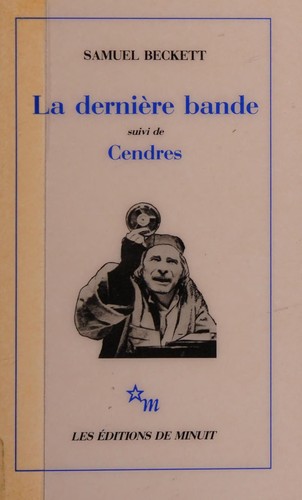 SAMUEL BECKETT
La dernière bande
suivi de
Cendres
m
LES ÉDITIONS DE MINUIT